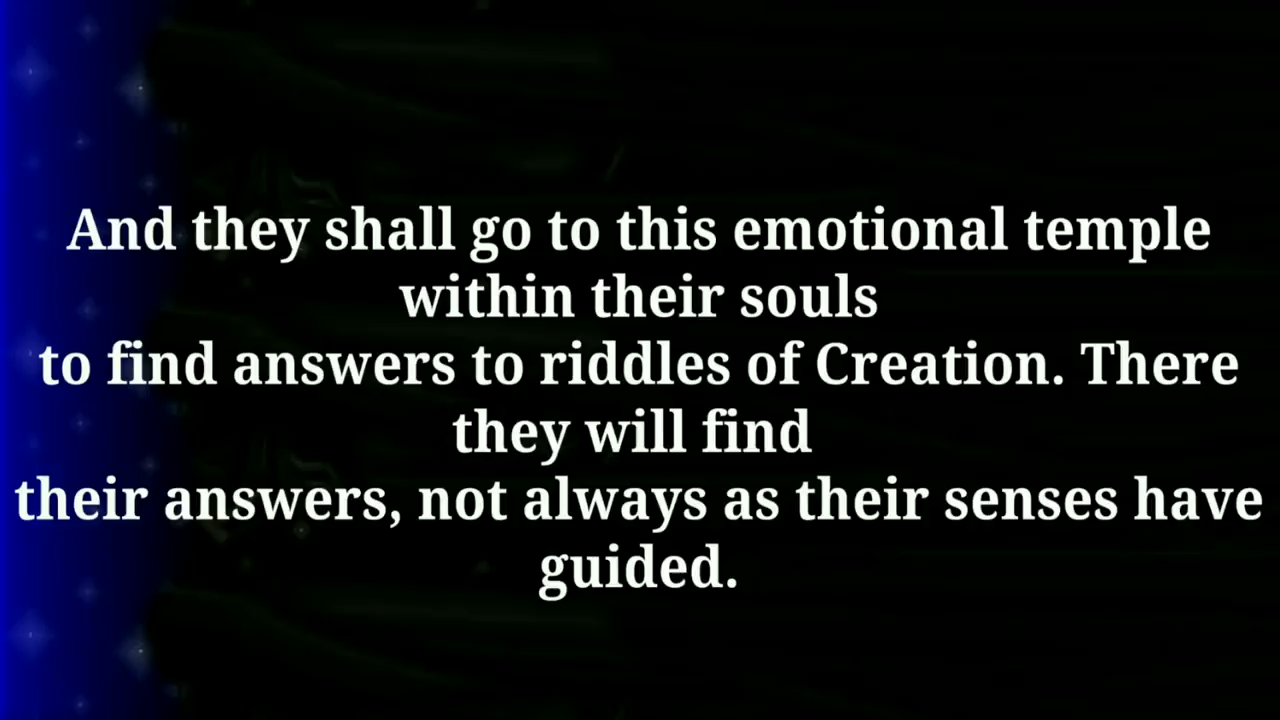 And they shall go to this emotional temple
within their souls
to find answers to riddles of Creation. There
they will find
their answers, not always as their senses have
guided.